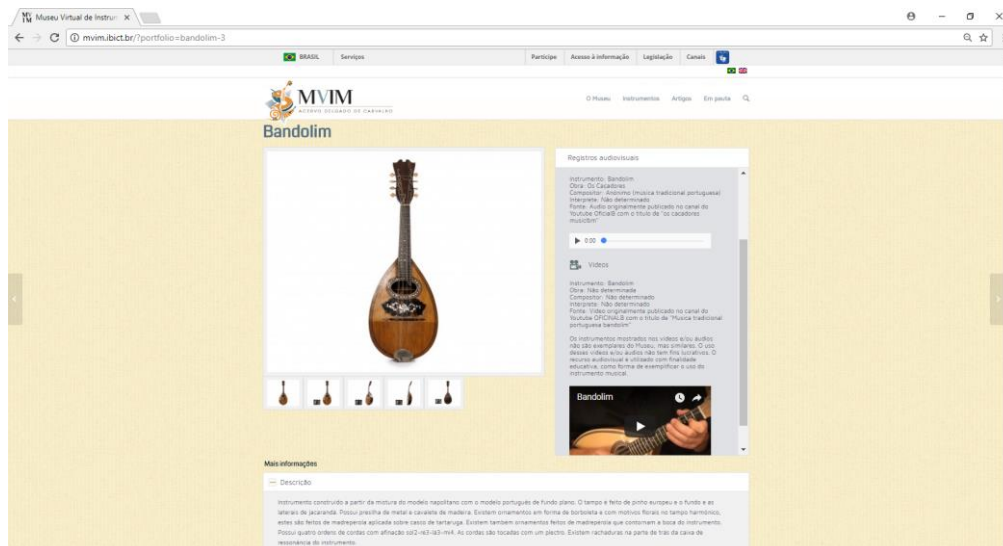 Museu Virtual de Instrun
mvim.ibict.br/?portfolio=bandolim-3
BRASIL Serviços Participe Acesso à informação Legislação Canais
MVIM
ACERVO DELGADO DE CARVALHO
O Museu Instrumentos Artigos Em pauta
Bandolim
Registros audiovisuais
Instrumento: Bandolim
Obra: Os Caçadores
Compositor: Anônimo (música tradicional portuguesa)
Intérprete: Não determinado
Fonte: Áudio originalmente publicado no canal do
Youtube OficialB com o título de "os cacadores
musicbm"
0:00
Vídeos
Instrumento: Bandolim
Obra: Não determinada
Compositor: Não determinado
Intérprete: Não determinado
Fonte: Vídeo originalmente publicado no canal do
Youtube OFICINALB com o título de "Musica tradicional
portuguesa bandolim"
Os instrumentos mostrados nos vídeos e/ou áudios
não são exemplares do Museu, mas similares. O uso
desses vídeos e/ou áudios não tem fins lucrativos. O
recurso audiovisual é utilizado com finalidade
educativa, como forma de exemplificar o uso do
instrumento musical.
Bandolim
Mais informações
Descrição
Instrumento construído a partir da mistura do modelo napolitano com o modelo português de fundo plano. O tampo é feito de pinho europeu e o fundo e as
laterais de jacarandá. Possui presilha de metal e cavalete de madeira. Existem ornamentos em forma de borboleta e com motivos florais no tampo harmônico,
estes são feitos de madrepérola aplicada sobre casco de tartaruga. Existem também ornamentos feitos de madrepérola que contornam a boca do instrumento.
Possui quatro ordens de cordas com afinação sol2-ré3-lá3-mi4. As cordas são tocadas com um plectro. Existem rachaduras na parte de trás da caixa de
ressonância do instrumento.